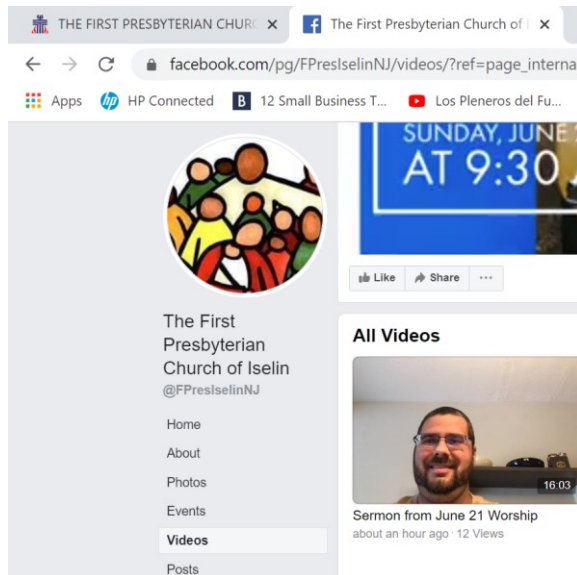 THE FIRST PRESBYTERIAN CHURC
The First Presbyterian Church of I
facebook.com/pg/FPresIselinNJ/videos/?ref=page_interna
Apps
HP Connected
B 12 Small Business T...
Los Pleneros del Fu...
SUNDAY, JUNE
AT 9:30
Like
Share
The First
Presbyterian
Church of Iselin
@FPresIselinNJ
Home
About
Photos
Events
Videos
Posts
All Videos
16:03
Sermon from June 21 Worship
about an hour ago · 12 Views